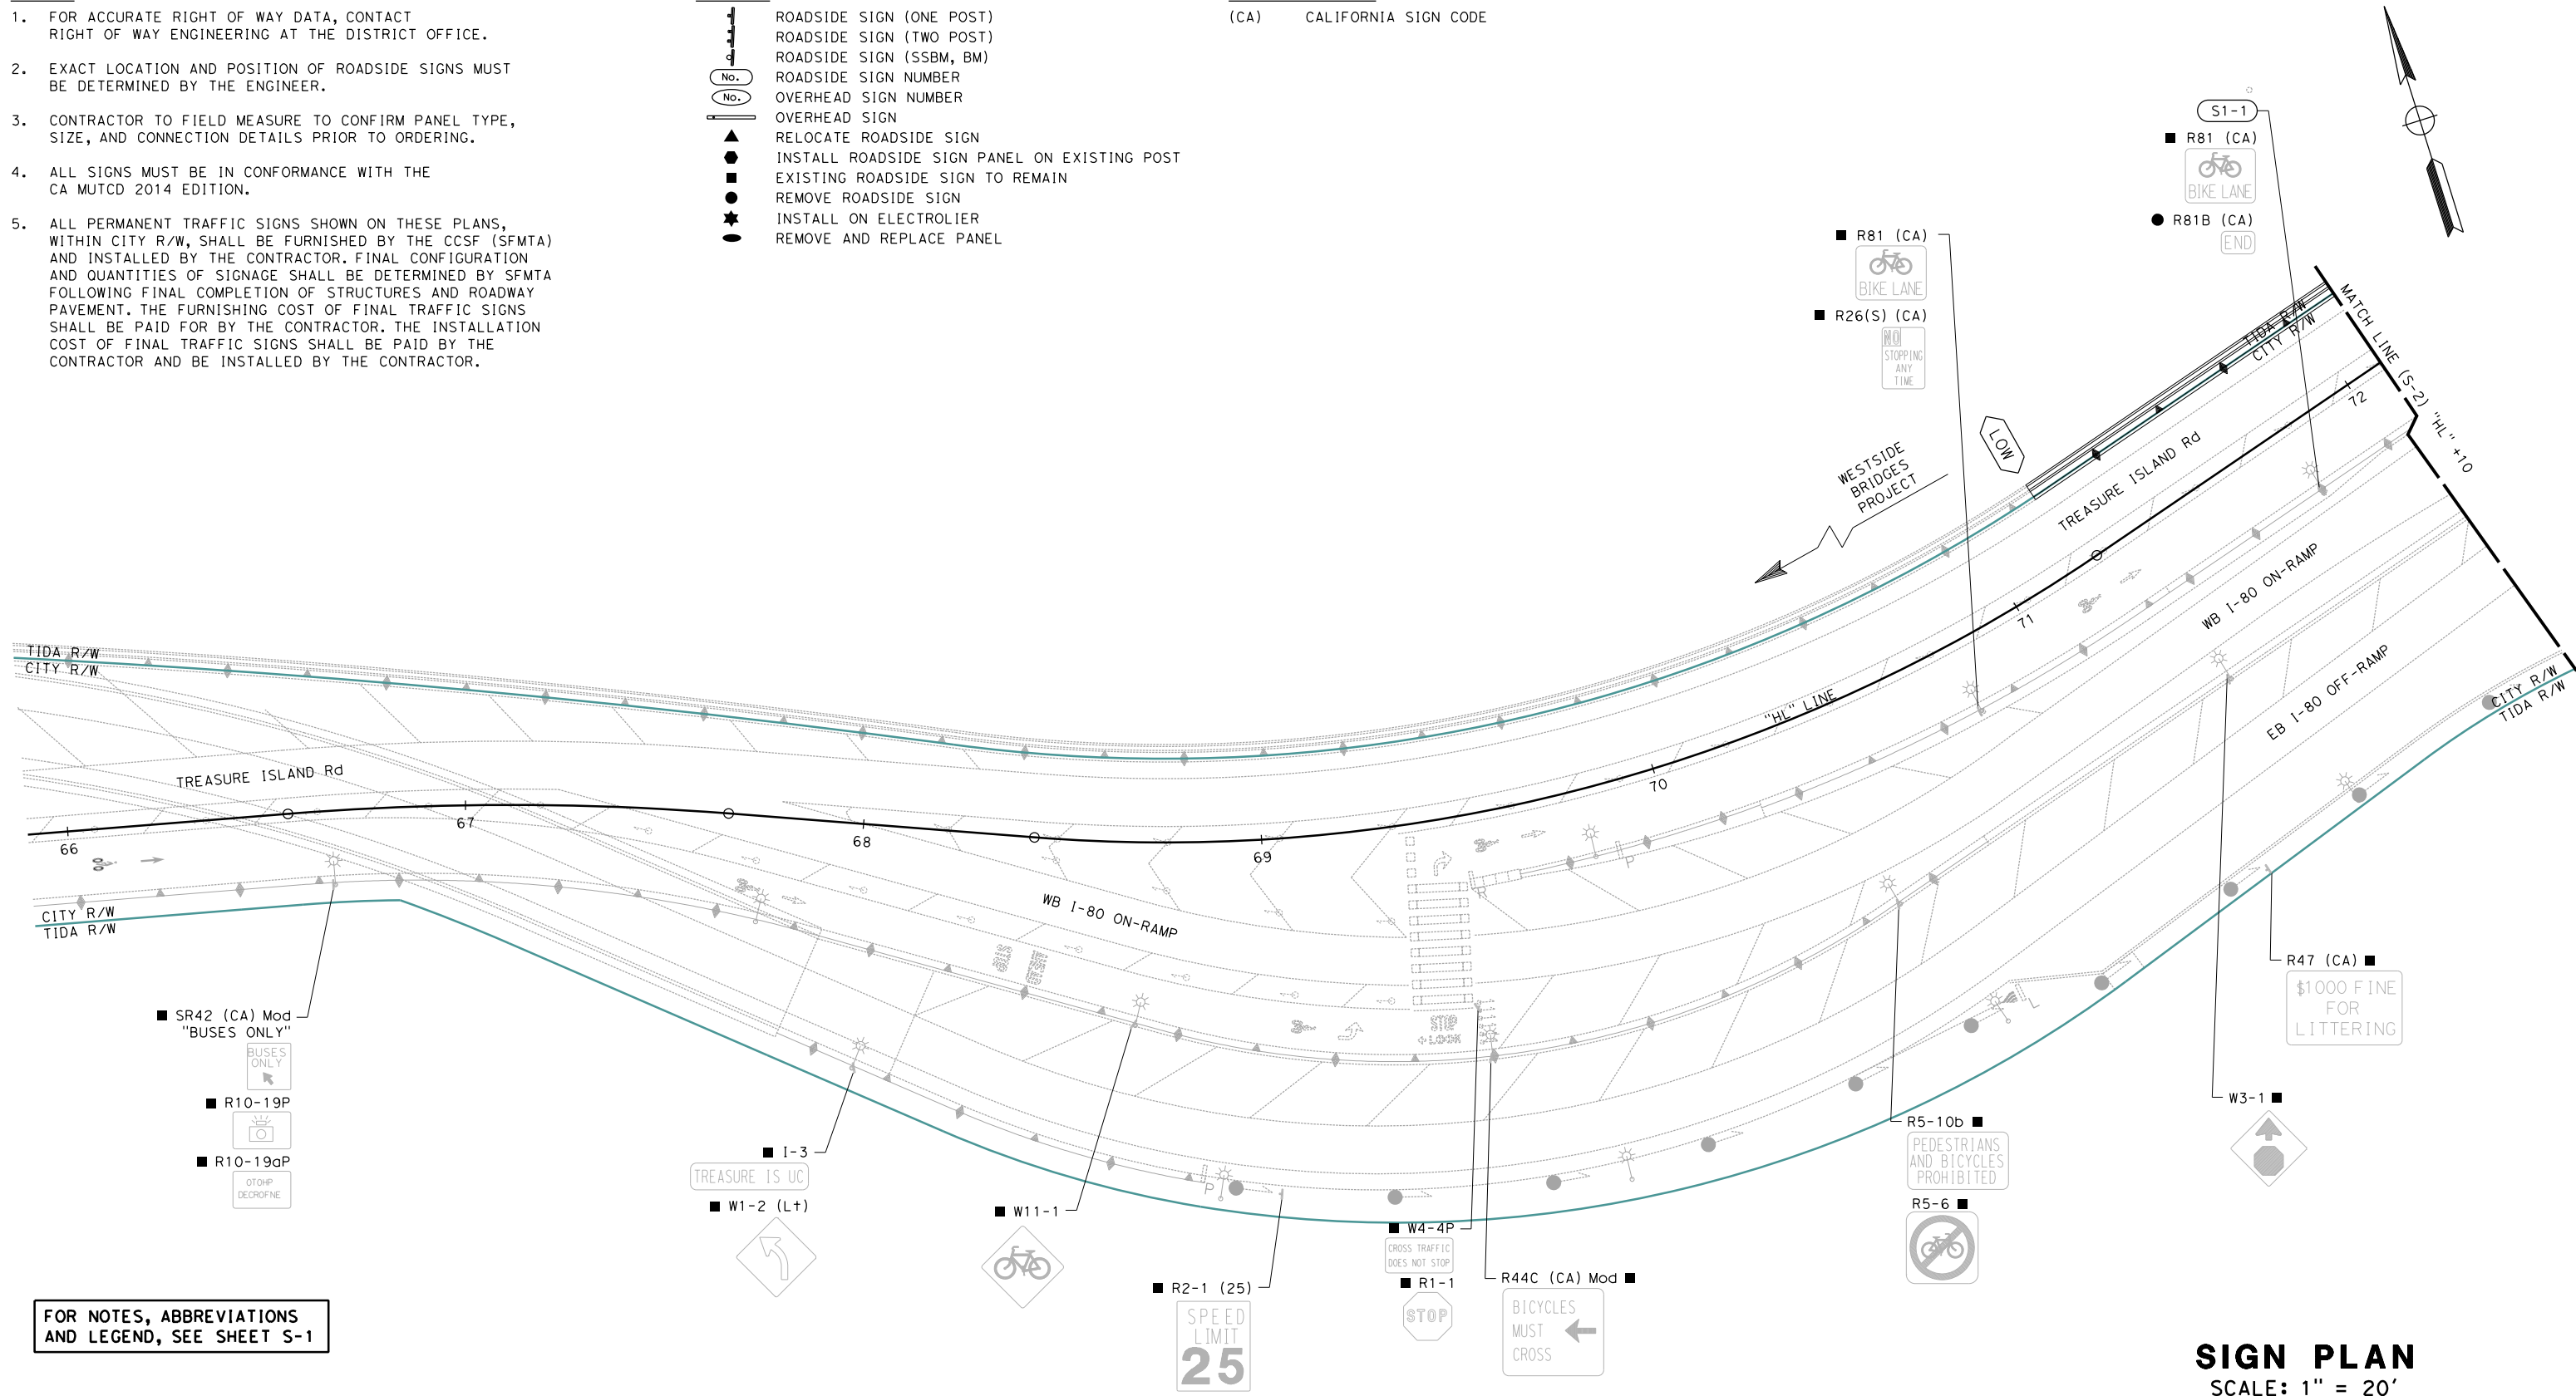 1. FOR ACCURATE RIGHT OF WAY DATA, CONTACT
RIGHT OF WAY ENGINEERING AT THE DISTRICT OFFICE.
2. EXACT LOCATION AND POSITION OF ROADSIDE SIGNS MUST
BE DETERMINED BY THE ENGINEER.
3. CONTRACTOR TO FIELD MEASURE TO CONFIRM PANEL TYPE,
SIZE, AND CONNECTION DETAILS PRIOR TO ORDERING.
4. ALL SIGNS MUST BE IN CONFORMANCE WITH THE
CA MUTCD 2014 EDITION.
5. ALL PERMANENT TRAFFIC SIGNS SHOWN ON THESE PLANS,
WITHIN CITY R/W, SHALL BE FURNISHED BY THE CCSF (SFMTA)
AND INSTALLED BY THE CONTRACTOR. FINAL CONFIGURATION
AND QUANTITIES OF SIGNAGE SHALL BE DETERMINED BY SFMTA
FOLLOWING FINAL COMPLETION OF STRUCTURES AND ROADWAY
PAVEMENT. THE FURNISHING COST OF FINAL TRAFFIC SIGNS
SHALL BE PAID FOR BY THE CONTRACTOR. THE INSTALLATION
COST OF FINAL TRAFFIC SIGNS SHALL BE PAID BY THE
CONTRACTOR AND BE INSTALLED BY THE CONTRACTOR.
ROADSIDE SIGN (ONE POST)
ROADSIDE SIGN (TWO POST)
ROADSIDE SIGN (SSBM, BM)
No. ROADSIDE SIGN NUMBER
No. OVERHEAD SIGN NUMBER
OVERHEAD SIGN
RELOCATE ROADSIDE SIGN
INSTALL ROADSIDE SIGN PANEL ON EXISTING POST
EXISTING ROADSIDE SIGN TO REMAIN
REMOVE ROADSIDE SIGN
INSTALL ON ELECTROLIER
REMOVE AND REPLACE PANEL
(CA) CALIFORNIA SIGN CODE
S1-1
R81 (CA)
BIKE LANE
R81B (CA)
END
R81 (CA)
BIKE LANE
R26(S) (CA)
NO
STOPPING
ANY
TIME
TIDA R/W
CITY R/W
MATCH LINE (S-2) "HL" +10
72
LOW
WESTSIDE
BRIDGES
PROJECT
TREASURE ISLAND Rd
71
WB I-80 ON-RAMP
EB I-80 OFF-RAMP
CITY R/W
TIDA R/W
"HL" LINE
70
TIDA R/W
CITY R/W
TREASURE ISLAND Rd
66
67
68
69
WB I-80 ON-RAMP
BUS
STOP
← LOOK
P
R
P
L
CITY R/W
TIDA R/W
R47 (CA)
$1000 FINE
FOR
LITTERING
SR42 (CA) Mod
"BUSES ONLY"
BUSES
ONLY
R10-19P
R10-19aP
OTOHP
DECROFNE
I-3
TREASURE IS UC
W1-2 (Lt)
W11-1
R2-1 (25)
SPEED
LIMIT
25
W4-4P
CROSS TRAFFIC
DOES NOT STOP
R1-1
STOP
R44C (CA) Mod
BICYCLES
MUST
CROSS
R5-10b
PEDESTRIANS
AND BICYCLES
PROHIBITED
R5-6
W3-1
FOR NOTES, ABBREVIATIONS
AND LEGEND, SEE SHEET S-1
SIGN PLAN
SCALE: 1" = 20'